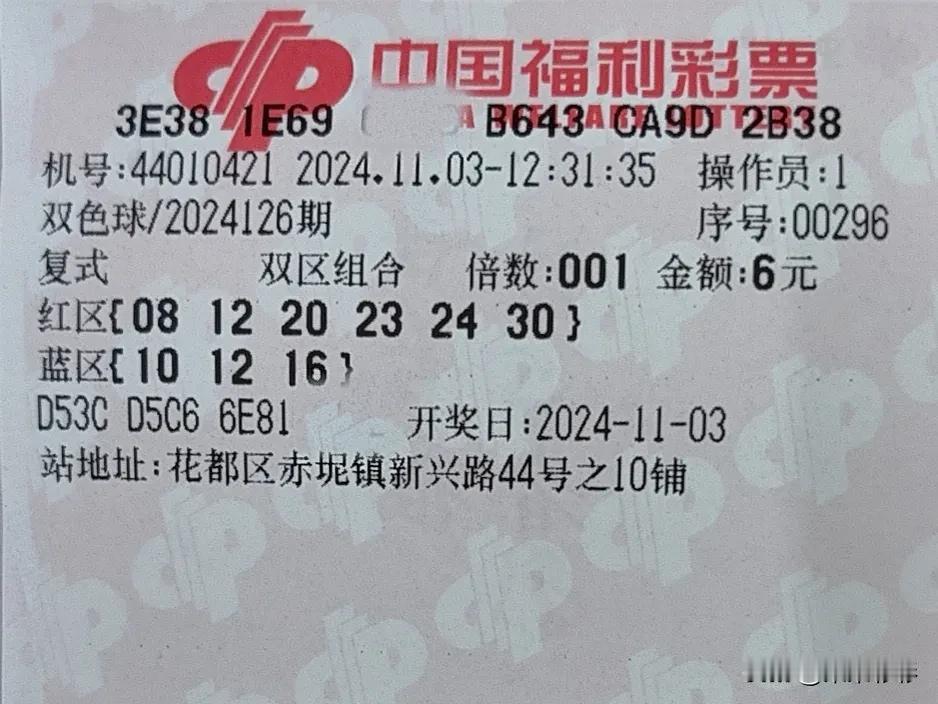 中国福利彩票
3E38 1E69 B643 CA9D 2B38
机号:44010421 2024.11.03-12:31:35 操作员:1
双色球/2024126期 序号:00296
复式 双区组合 倍数:001 金额:6元
红区{08 12 20 23 24 30}
蓝区{10 12 16}
D53C D5C6 6E81 开奖日:2024-11-03
站地址:花都区赤坭镇新兴路44号之10铺